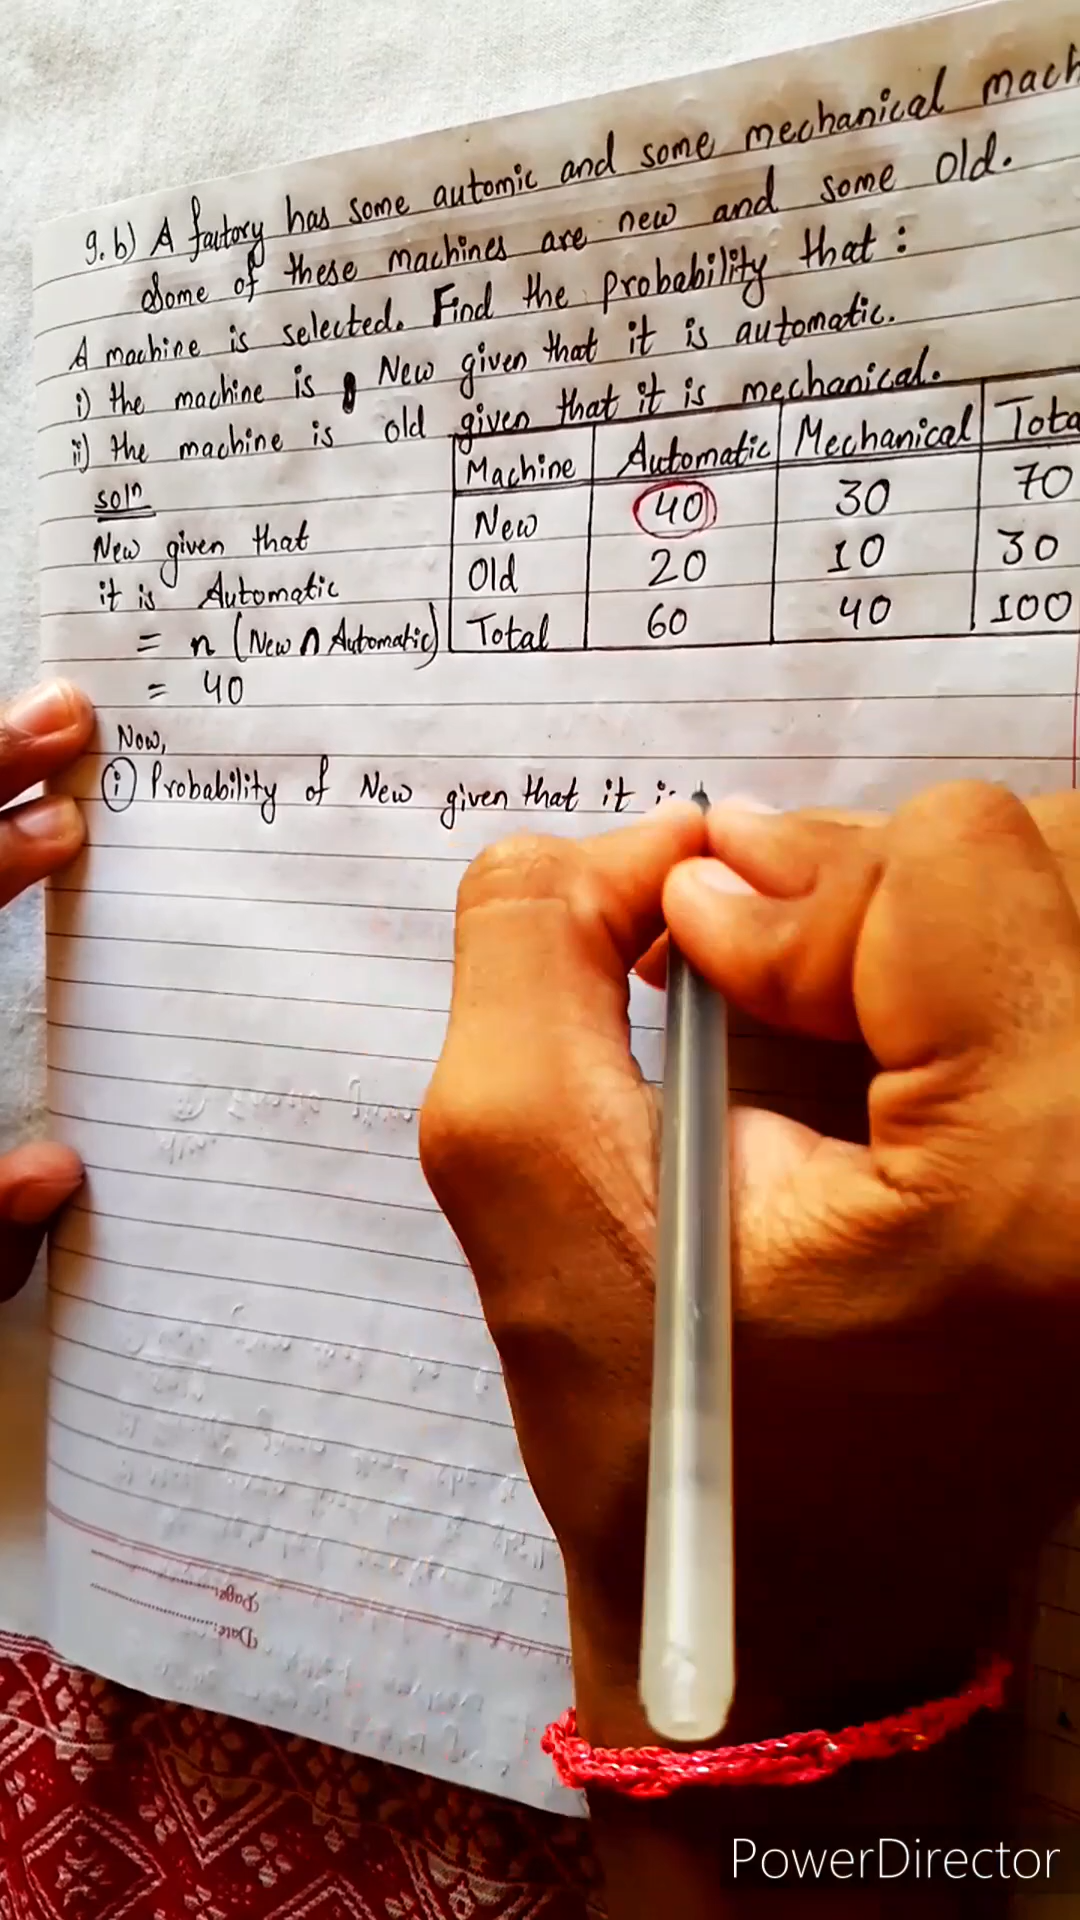 9. b) A factory has some automic and some mechanical mach
Some of these machines are new and some old.
A machine is selected. Find the probability that :
i) the machine is New given that it is automatic.
ii) the machine is old given that it is mechanical.
soln
New given that
it is Automatic
= n (New ∩ Automatic)
= 40
Machine Automatic Mechanical Tota
New 40 30 70
Old 20 10 30
Total 60 40 100
Now,
i Probability of New given that it is
Page:
Date:
PowerDirector